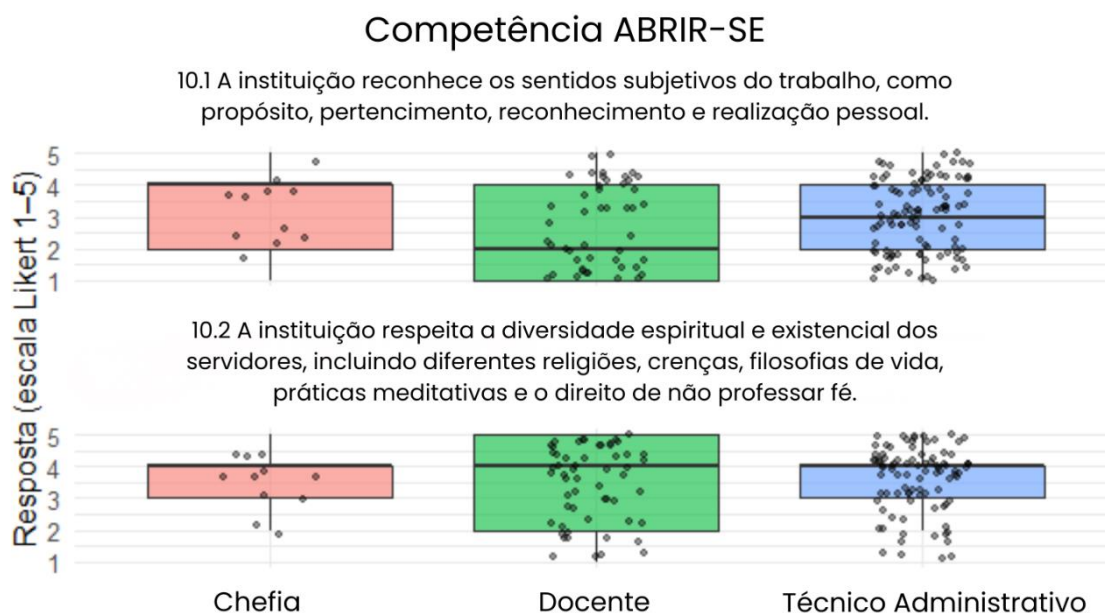 Competência ABRIR-SE
10.1 A instituição reconhece os sentidos subjetivos do trabalho, como
propósito, pertencimento, reconhecimento e realização pessoal.
Resposta (escala Likert 1–5)
5
4
3
2
1
10.2 A instituição respeita a diversidade espiritual e existencial dos
servidores, incluindo diferentes religiões, crenças, filosofias de vida,
práticas meditativas e o direito de não professar fé.
5
4
3
2
1
Chefia
Docente
Técnico Administrativo